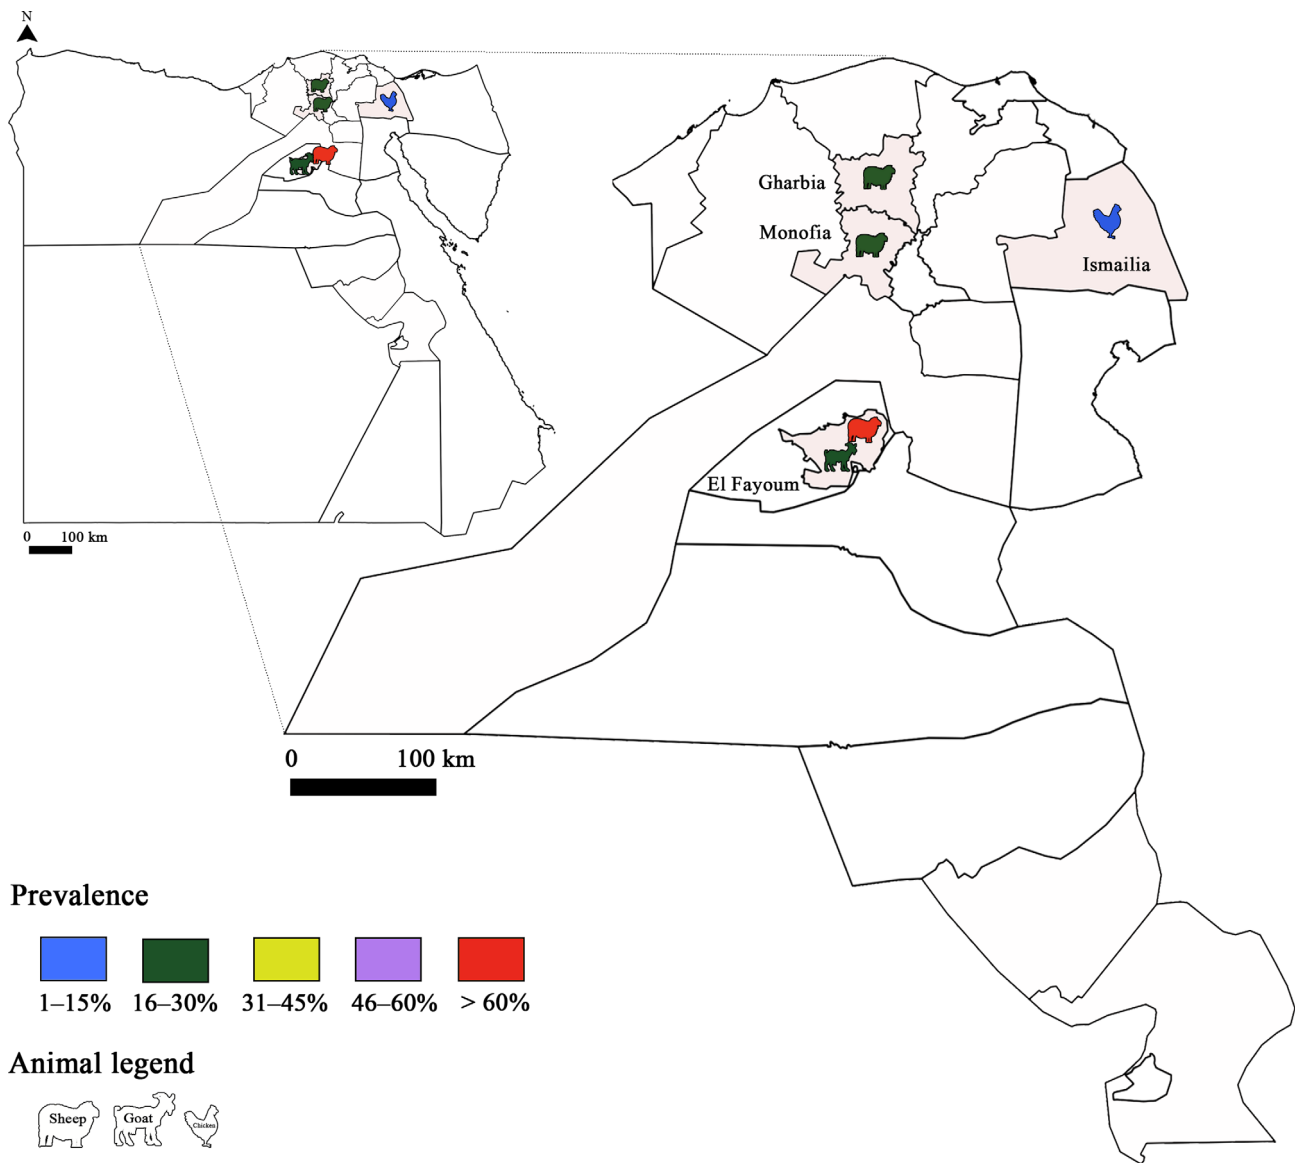 N
Gharbia
Monofia
Ismailia
El Fayoum
0 100 km
0 100 km
Prevalence
1–15% 16–30% 31–45% 46–60% > 60%
Animal legend
Sheep Goat Chicken